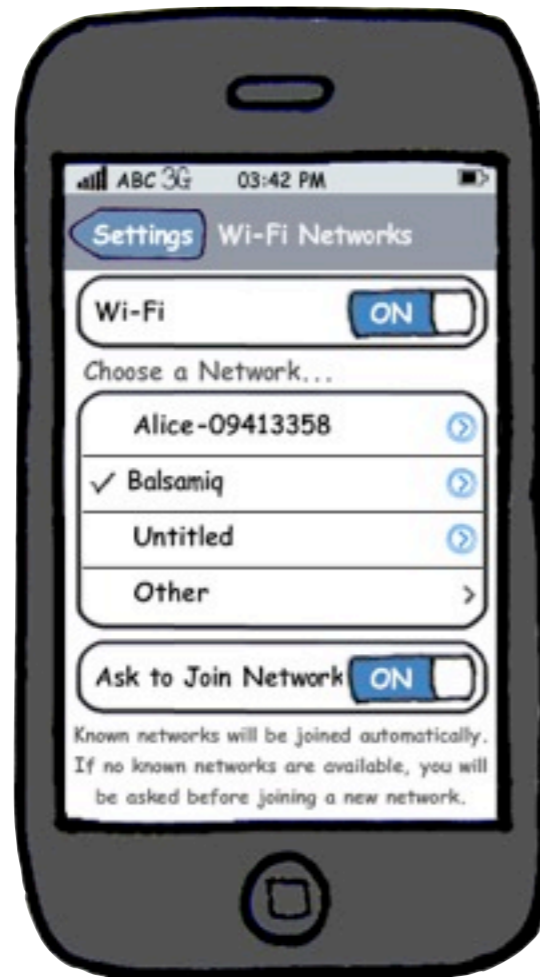 ABC 3G 03:42 PM
Settings Wi-Fi Networks
Wi-Fi ON
Choose a Network...
Alice-09413358
Balsamiq
Untitled
Other
Ask to Join Network ON
Known networks will be joined automatically.
If no known networks are available, you will
be asked before joining a new network.